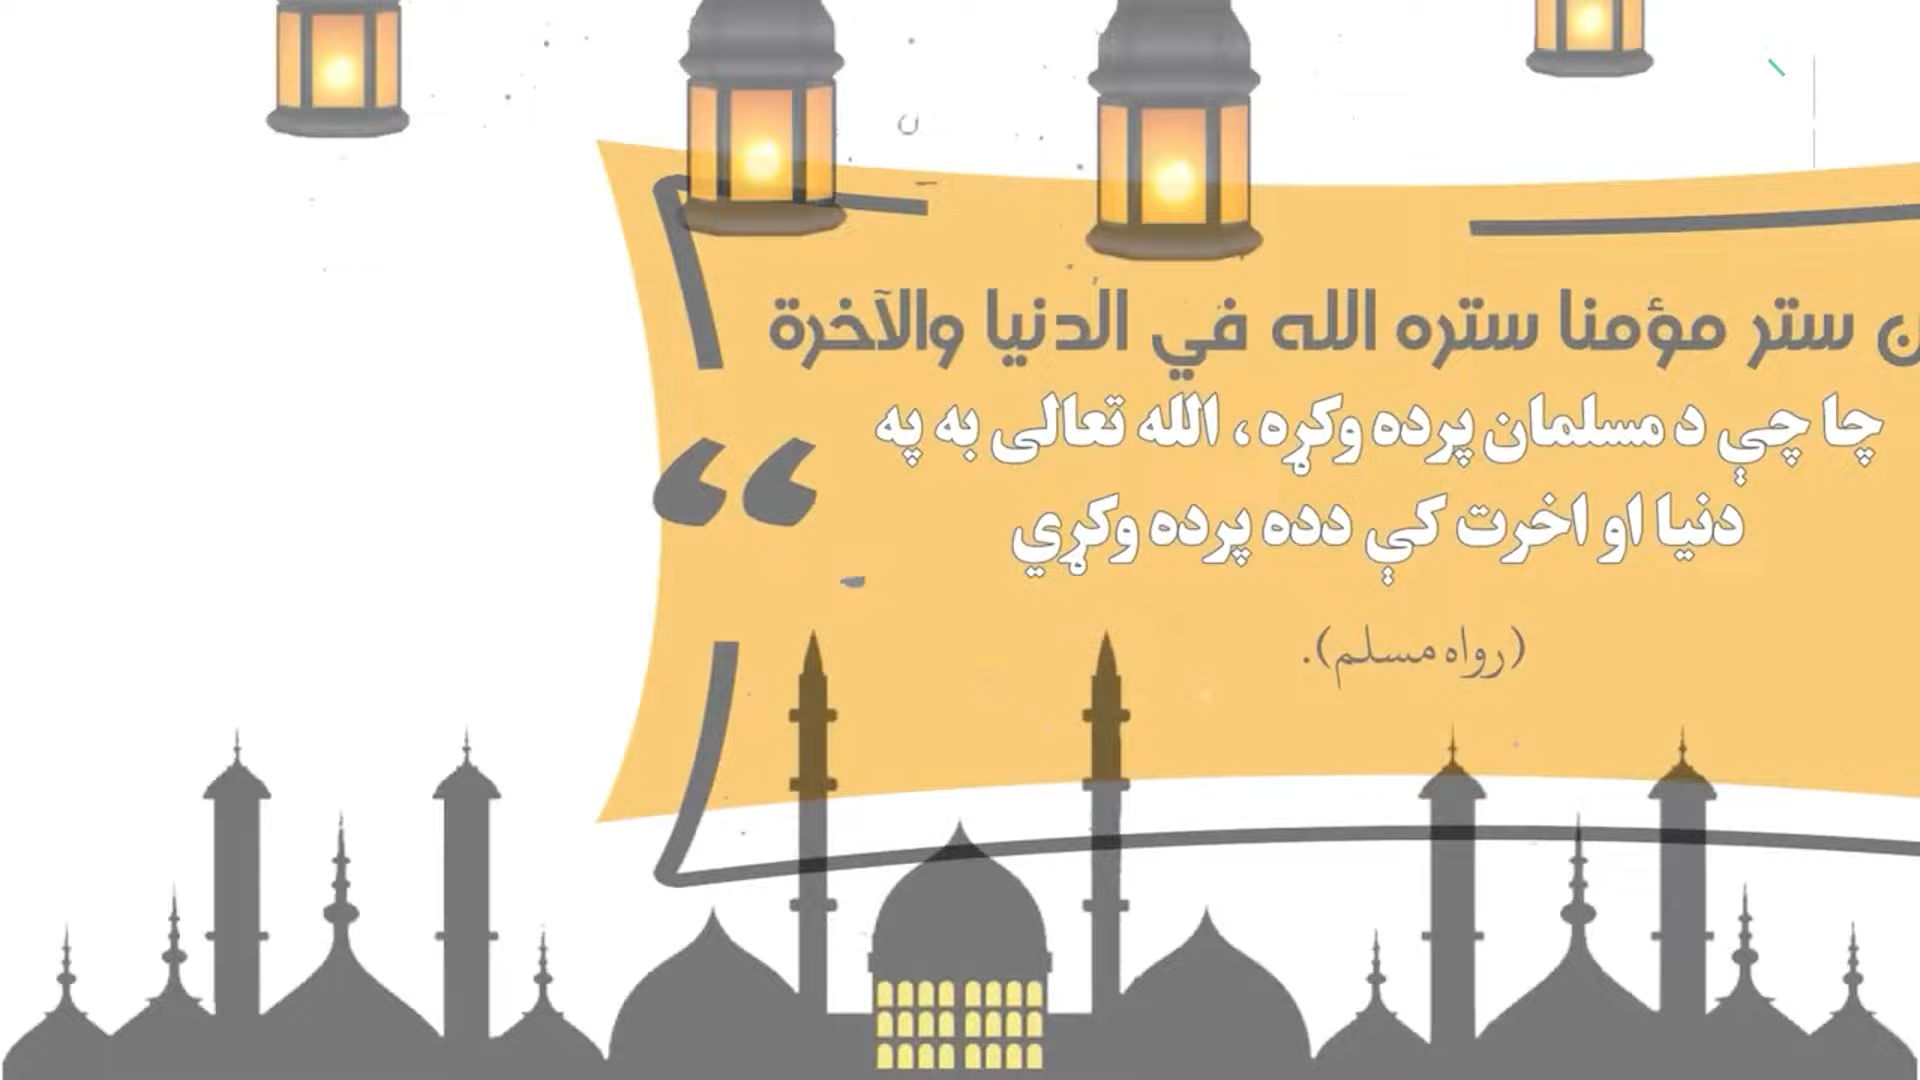 ستر مؤمنا ستره الله في الدنيا والآخرة
چا چې د مسلمان پرده وکړه ، الله تعالی به په
دنیا او اخرت کې دده پرده وکړي
(رواه مسلم).